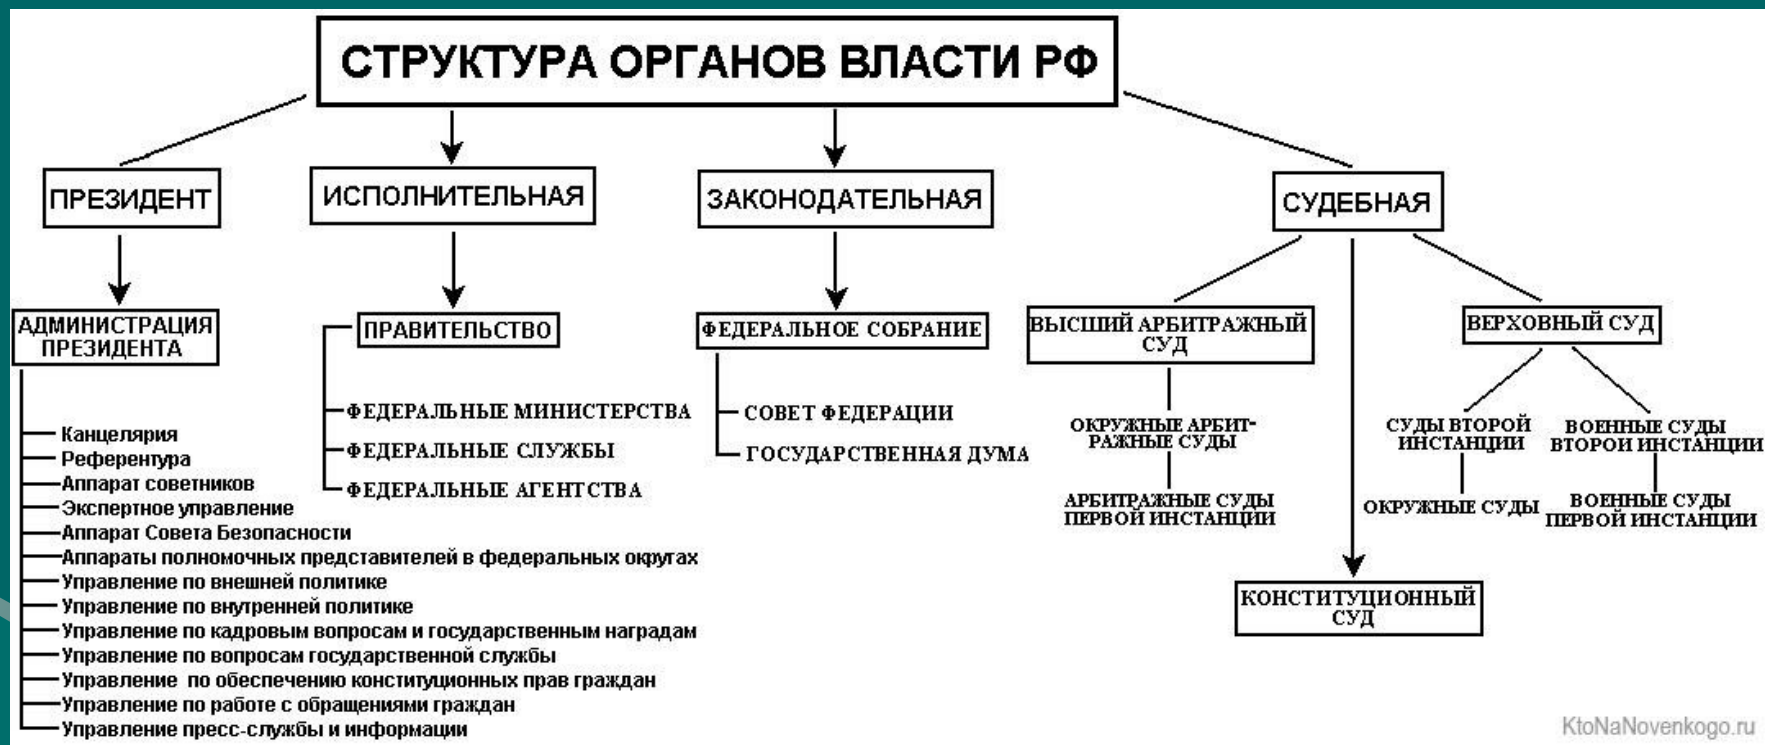 СТРУКТУРА ОРГАНОВ ВЛАСТИ РФ
ПРЕЗИДЕНТ
ИСПОЛНИТЕЛЬНАЯ
ЗАКОНОДАТЕЛЬНАЯ
СУДЕБНАЯ
АДМИНИСТРАЦИЯ
ПРЕЗИДЕНТА
Канцелярия
Референтура
Аппарат советников
Экспертное управление
Аппарат Совета Безопасности
Аппараты полномочных представителей в федеральных округах
Управление по внешней политике
Управление по внутренней политике
Управление по кадровым вопросам и государственным наградам
Управление по вопросам государственной службы
Управление по обеспечению конституционных прав граждан
Управление по работе с обращениями граждан
Управление пресс-службы и информации
ПРАВИТЕЛЬСТВО
ФЕДЕРАЛЬНЫЕ МИНИСТЕРСТВА
ФЕДЕРАЛЬНЫЕ СЛУЖБЫ
ФЕДЕРАЛЬНЫЕ АГЕНТСТВА
ФЕДЕРАЛЬНОЕ СОБРАНИЕ
СОВЕТ ФЕДЕРАЦИИ
ГОСУДАРСТВЕННАЯ ДУМА
ВЫСШИЙ АРБИТРАЖНЫЙ
СУД
ОКРУЖНЫЕ АРБИТ-
РАЖНЫЕ СУДЫ
АРБИТРАЖНЫЕ СУДЫ
ПЕРВОЙ ИНСТАНЦИИ
ВЕРХОВНЫЙ СУД
СУДЫ ВТОРОЙ
ИНСТАНЦИИ
ОКРУЖНЫЕ СУДЫ
ВОЕННЫЕ СУДЫ
ВТОРОЙ ИНСТАНЦИИ
ВОЕННЫЕ СУДЫ
ПЕРВОЙ ИНСТАНЦИИ
КОНСТИТУЦИОННЫЙ
СУД
KtoNaNovenkogo.ru